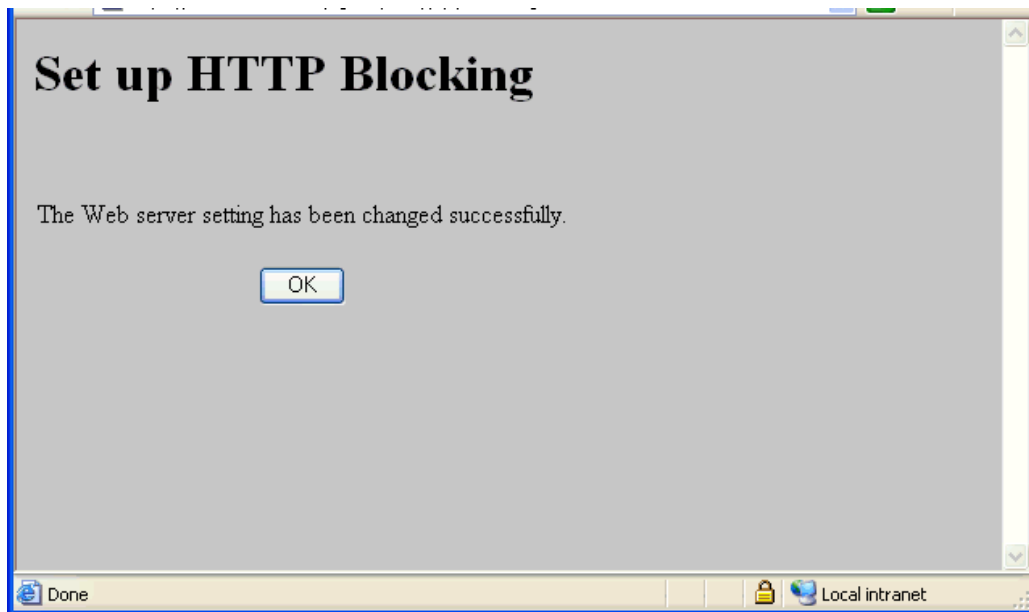 Set up HTTP Blocking
The Web server setting has been changed successfully.
OK
Done
Local intranet